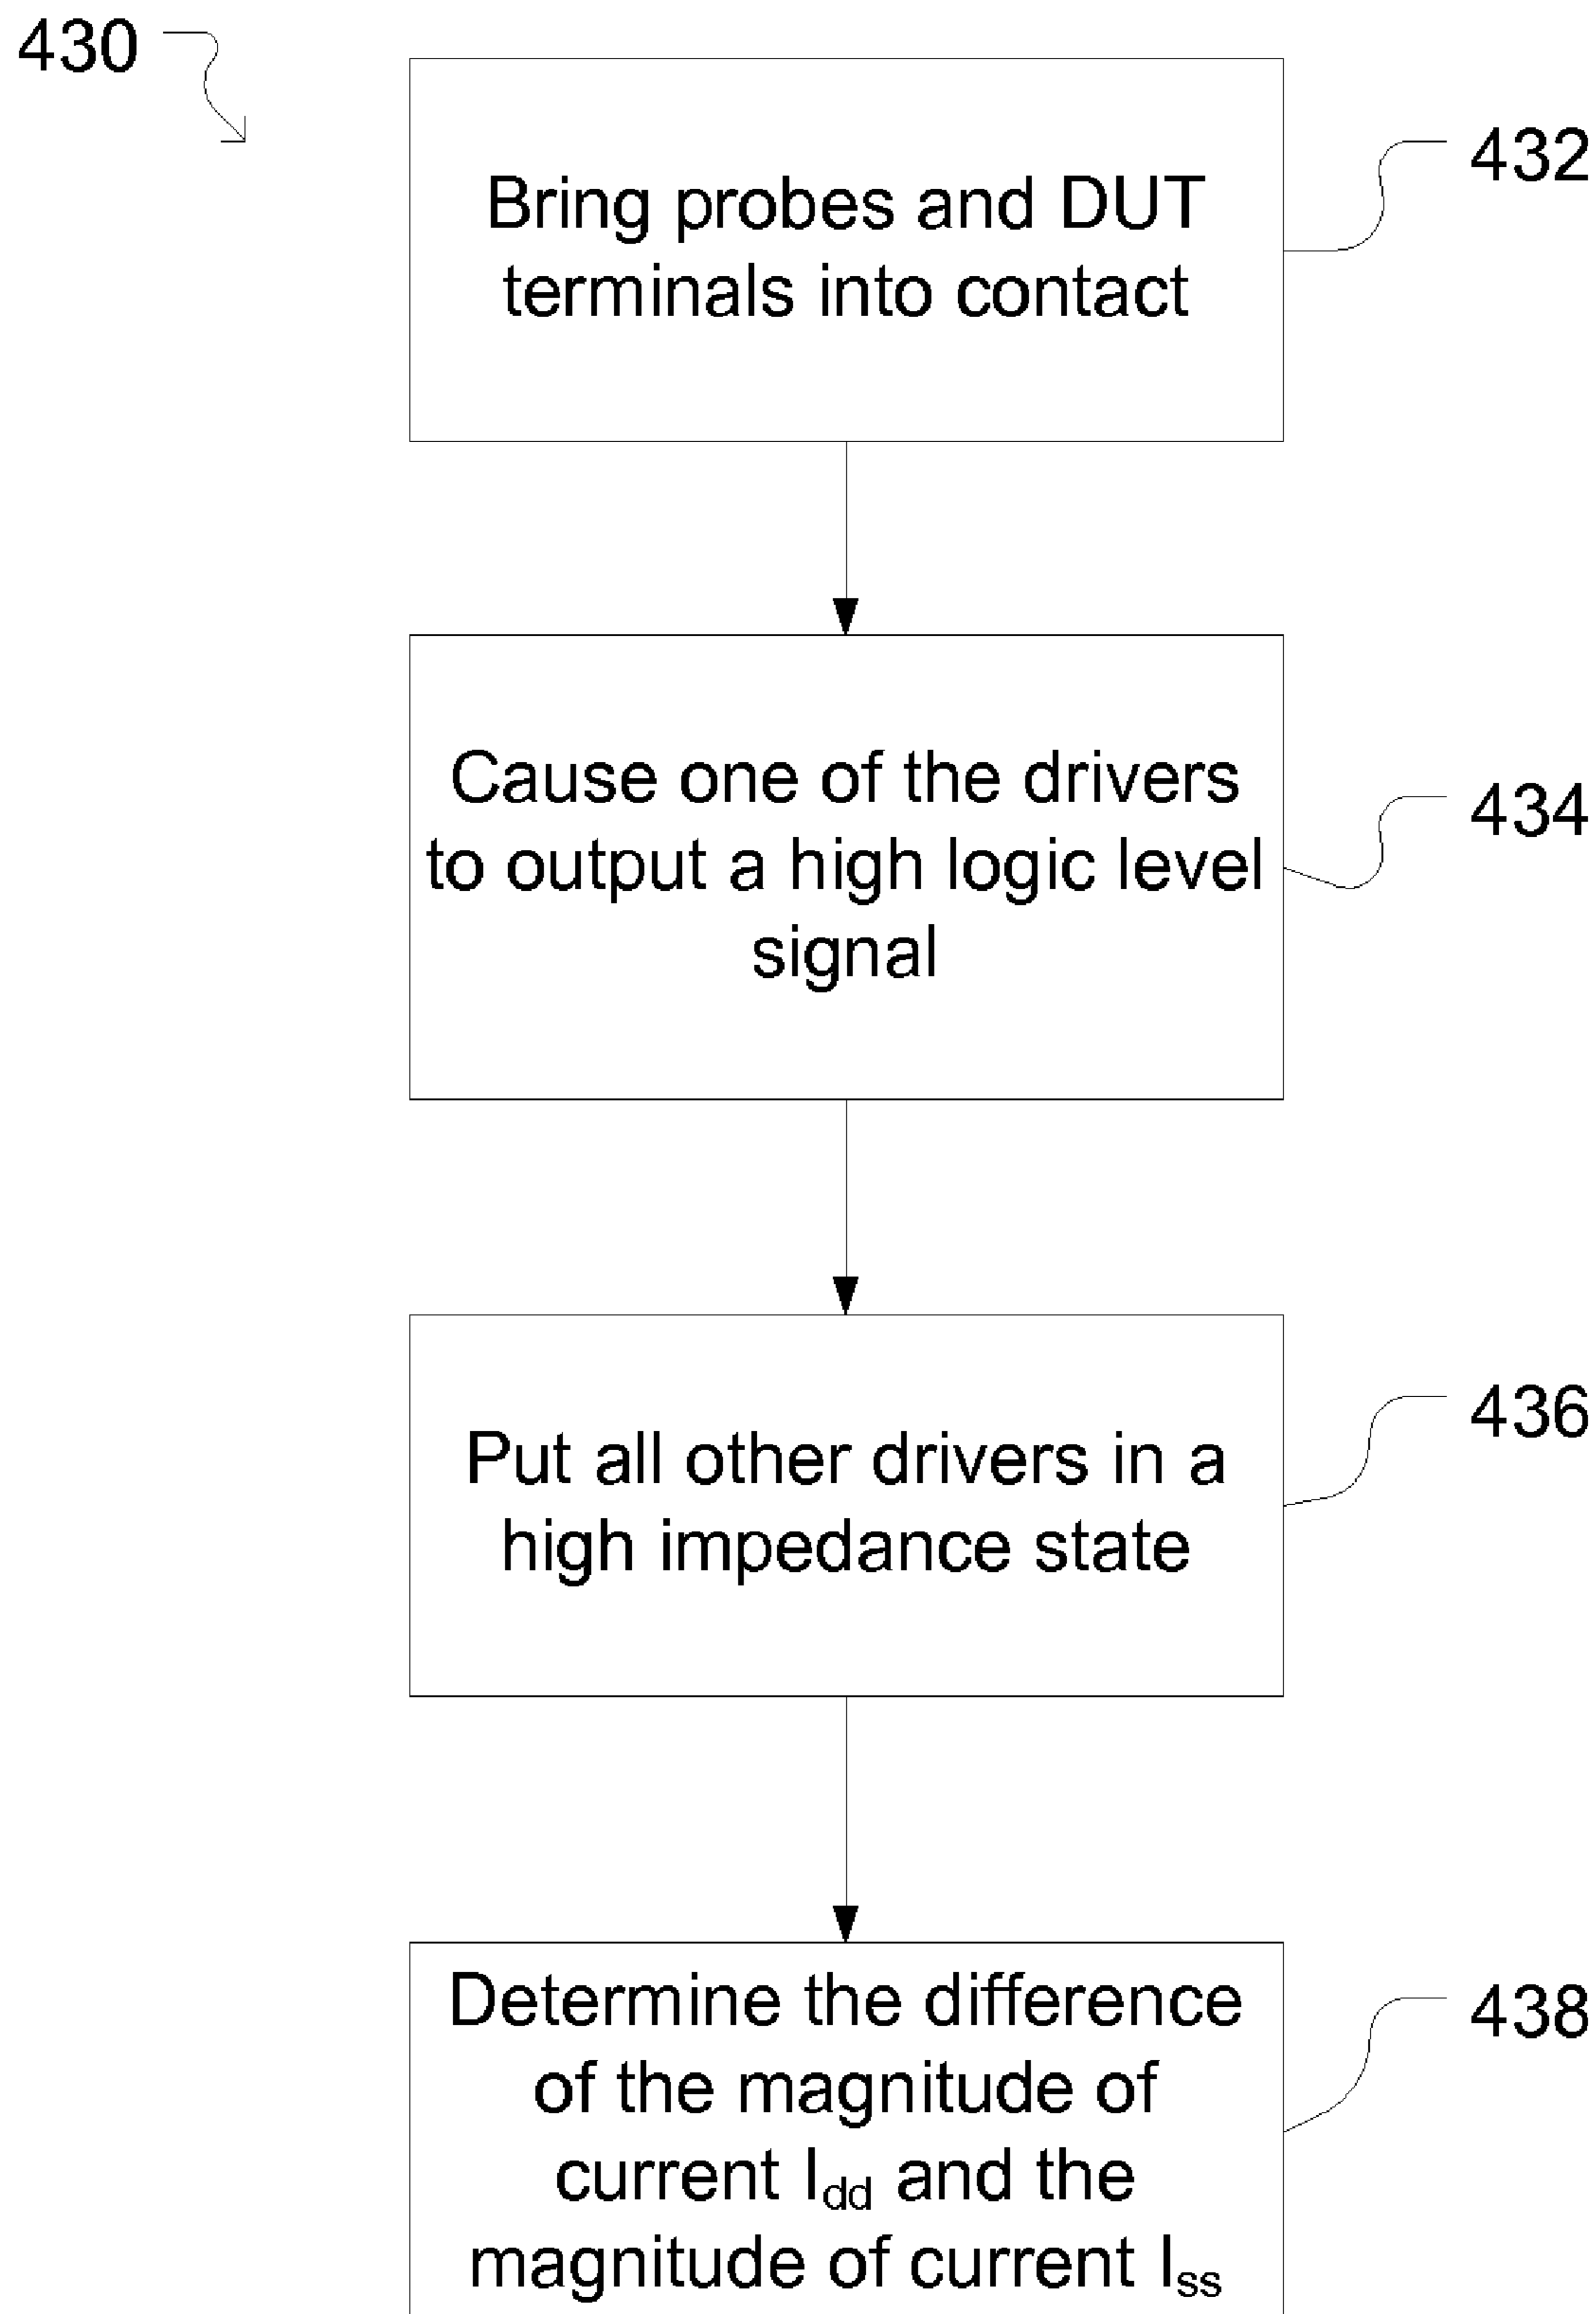 430
Bring probes and DUT
terminals into contact
432
Cause one of the drivers
to output a high logic level
signal
434
Put all other drivers in a
high impedance state
436
Determine the difference
of the magnitude of
current Idd and the
magnitude of current Iss
438